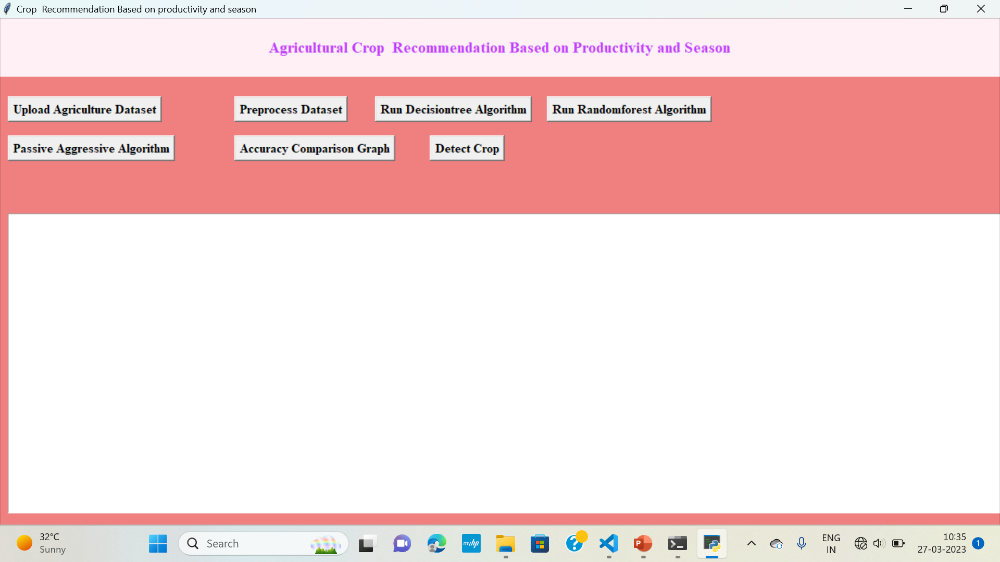 Crop  Recommendation Based on productivity and season
Agricultural Crop  Recommendation Based on Productivity and Season
Upload Agriculture Dataset
Preprocess Dataset
Run Decisiontree Algorithm
Run Randomforest Algorithm
Passive Aggressive Algorithm
Accuracy Comparison Graph
Detect Crop
32°C
Sunny
Search
myhp
P
ENG
IN
10:35
27-03-2023
1